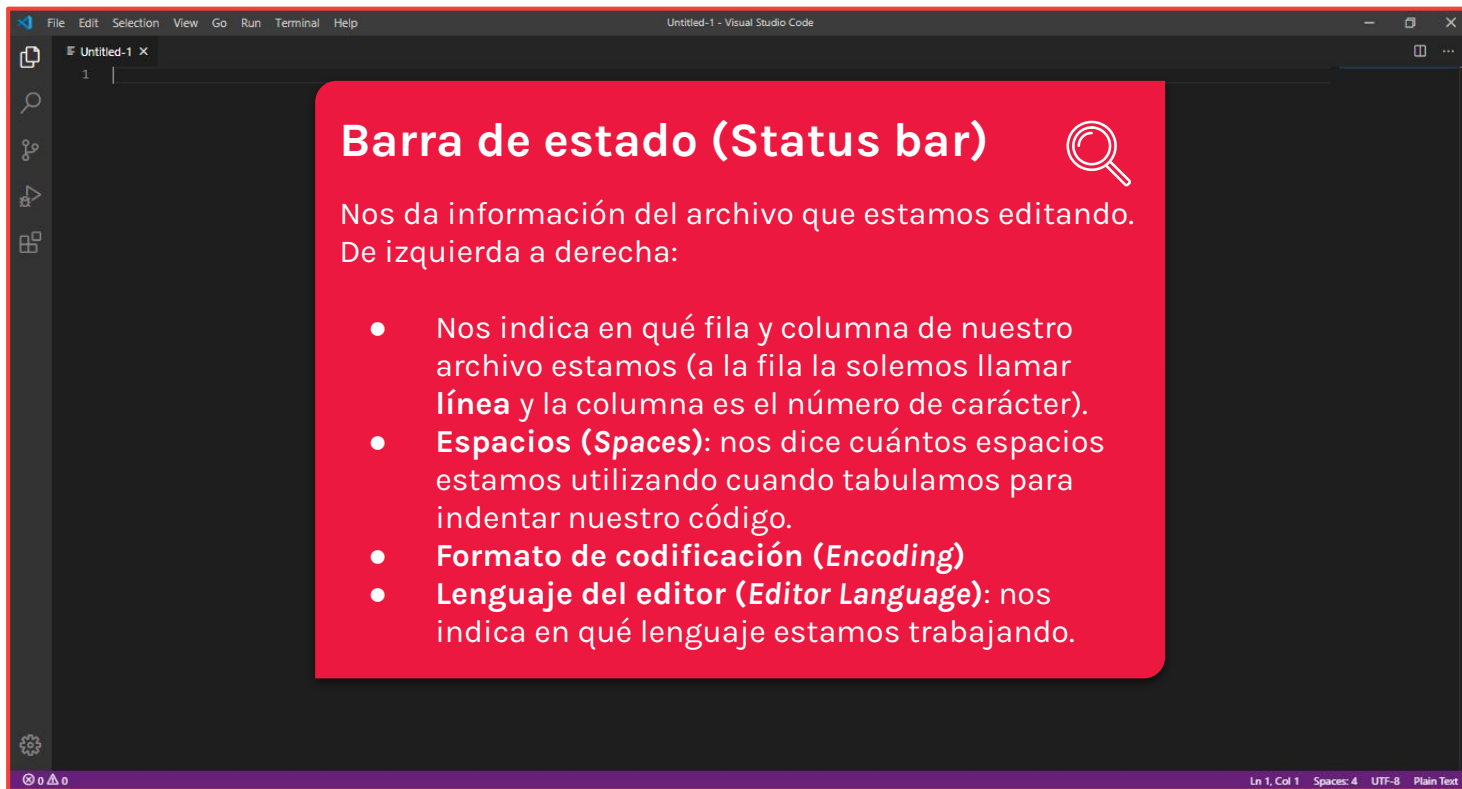 File Edit Selection View Go Run Terminal Help
Untitled-1 - Visual Studio Code
Untitled-1
1
Barra de estado (Status bar)
Nos da información del archivo que estamos editando.
De izquierda a derecha:
● Nos indica en qué fila y columna de nuestro
archivo estamos (a la fila la solemos llamar
línea y la columna es el número de carácter).
● Espacios (Spaces): nos dice cuántos espacios
estamos utilizando cuando tabulamos para
indentar nuestro código.
● Formato de codificación (Encoding)
● Lenguaje del editor (Editor Language): nos
indica en qué lenguaje estamos trabajando.
0 0
Ln 1, Col 1 Spaces: 4 UTF-8 Plain Text